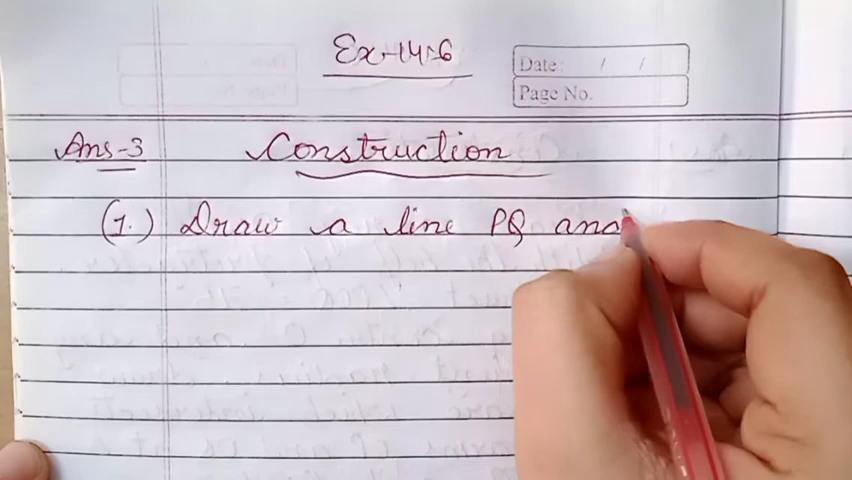 Ex-14.6
Date: / /
Page No.
Ans-3 Construction
(1.) Draw a line PQ and